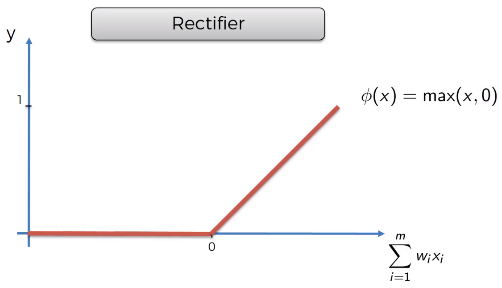 Rectifier
y
1
ϕ(x) = max(x, 0)
0
m
∑ wᵢxᵢ
i=1